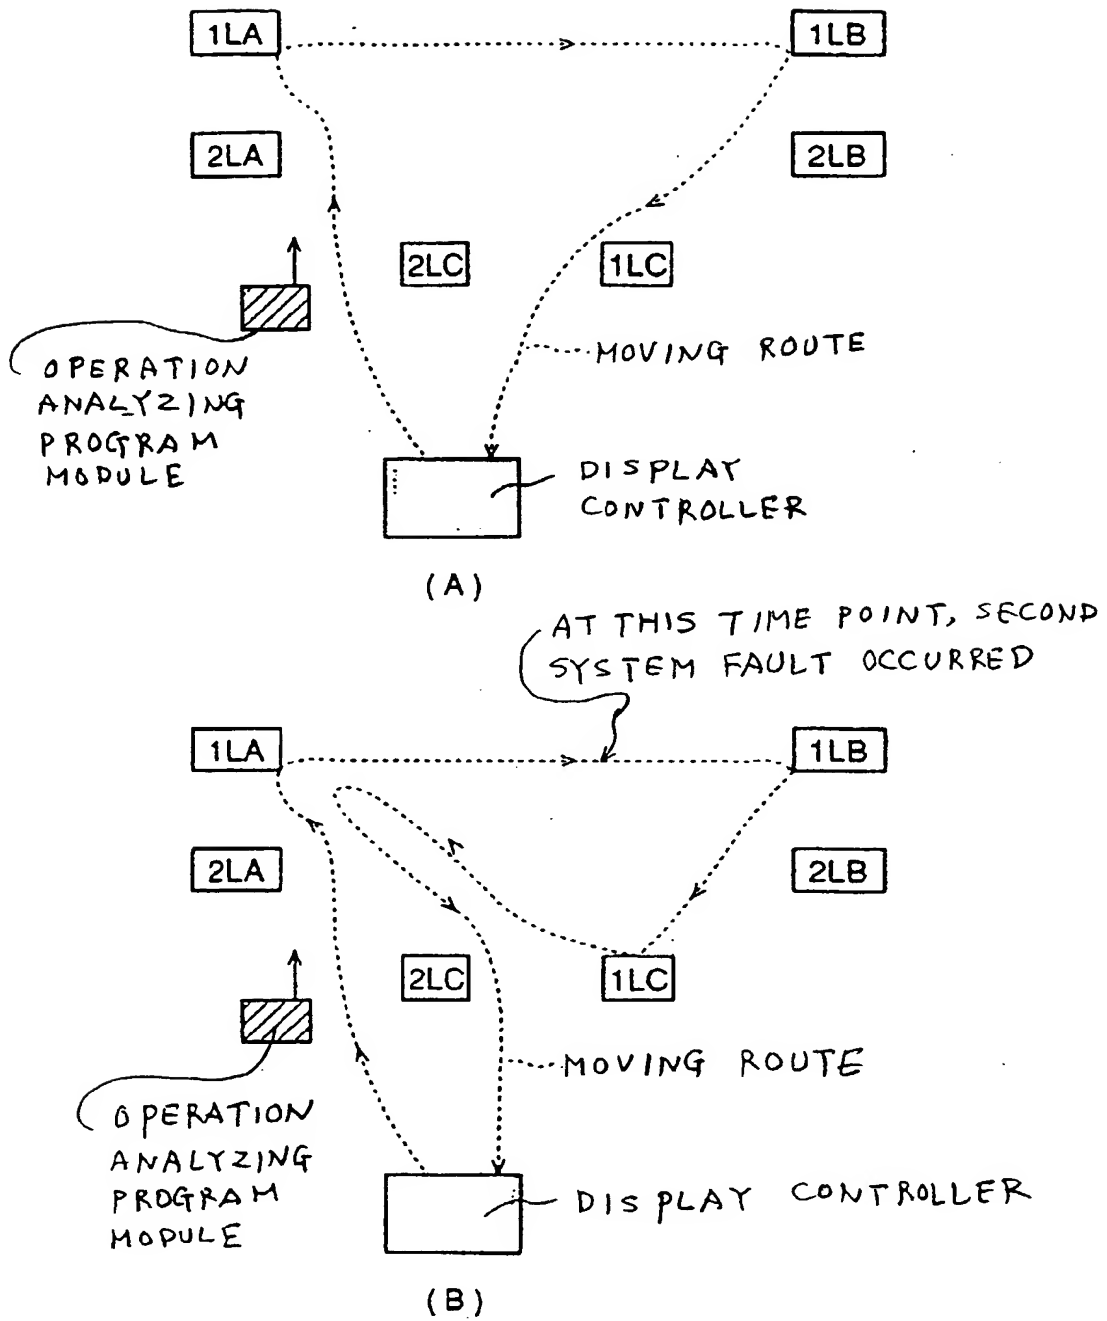 1LA
1LB
2LA
2LB
2LC
1LC
MOVING ROUTE
OPERATION
ANALYZING
PROGRAM
MODULE
DISPLAY
CONTROLLER
(A)
AT THIS TIME POINT, SECOND
SYSTEM FAULT OCCURRED
1LA
1LB
2LA
2LB
2LC
1LC
MOVING ROUTE
OPERATION
ANALYZING
PROGRAM
MODULE
DISPLAY CONTROLLER
(B)